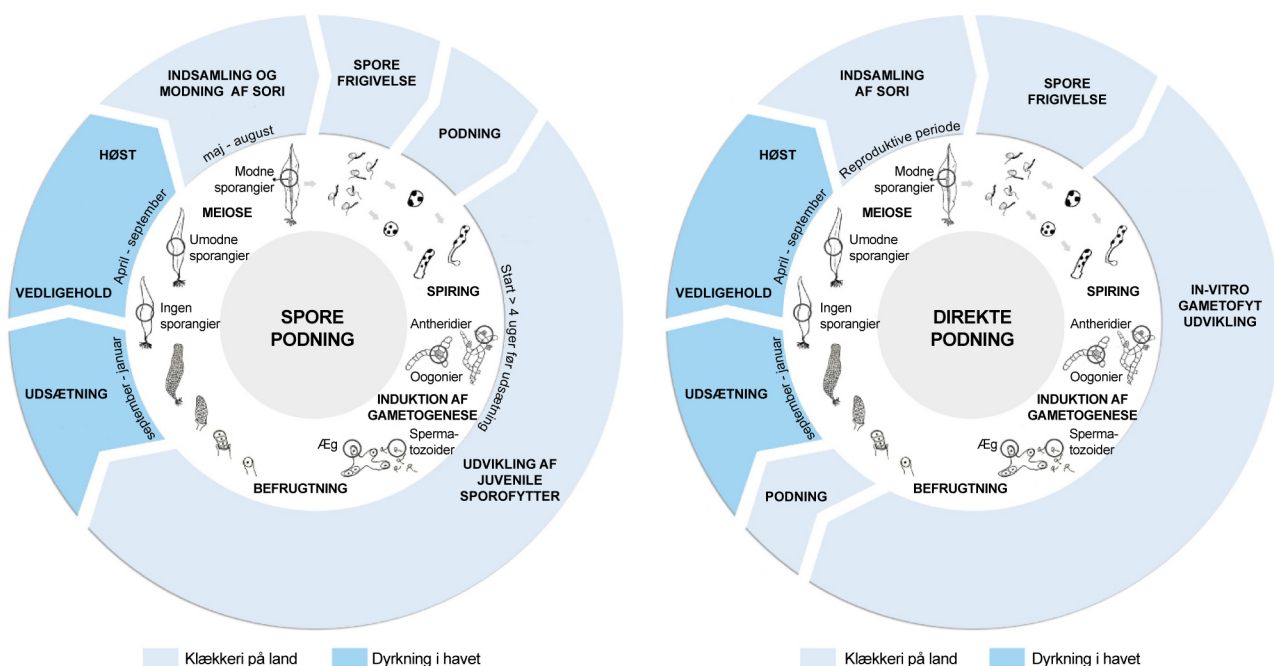 INDSAMLING OG
MODNING AF SORI
SPORE
FRIGIVELSE
PODNING
maj - august
HØST
April - september
VEDLIGEHOLD
september - januar
UDSÆTNING
Modne
sporangier
MEIOSE
Umodne
sporangier
Ingen
sporangier
SPORE
PODNING
SPIRING
Antheridier
Oogonier
INDUKTION AF
GAMETOGENESE
Æg
Sperma-
tozoider
BEFRUGTNING
Start > 4 uger før udsætning
UDVIKLING AF
JUVENILE
SPOROFYTTER
Klækkeri på land
Dyrkning i havet
INDSAMLING
AF SORI
SPORE
FRIGIVELSE
Reproduktive periode
HØST
April - september
VEDLIGEHOLD
september - januar
UDSÆTNING
PODNING
Modne
sporangier
MEIOSE
Umodne
sporangier
Ingen
sporangier
DIREKTE
PODNING
SPIRING
Antheridier
Oogonier
INDUKTION AF
GAMETOGENESE
Æg
Sperma-
tozoider
BEFRUGTNING
IN-VITRO
GAMETOFYT
UDVIKLING
Klækkeri på land
Dyrkning i havet